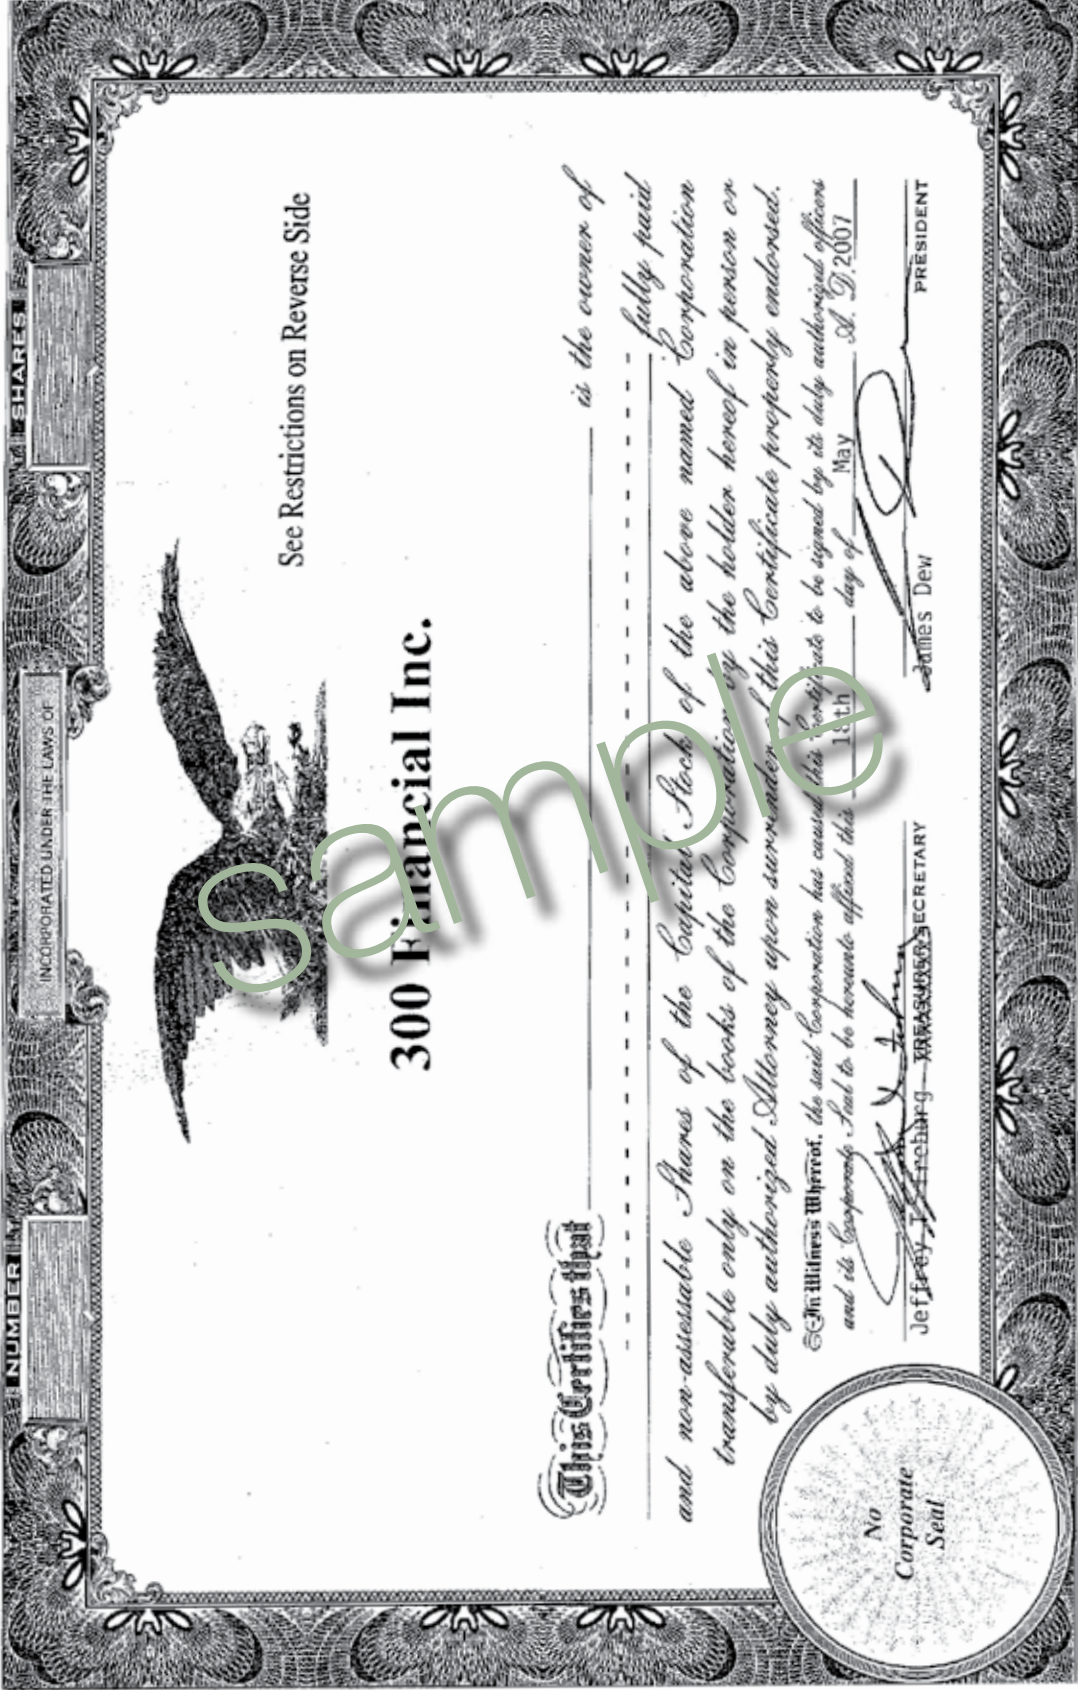 NUMBER
SHARES
INCORPORATED UNDER THE LAWS OF
See Restrictions on Reverse Side
300 Financial Inc.
This Certifies that is the owner of
fully paid
and non-assessable Shares of the Capital Stock of the above named Corporation
transferable only on the books of the Corporation by the holder hereof in person or
by duly authorized Attorney upon surrender of this Certificate properly endorsed.
In Witness Whereof, the said Corporation has caused this Certificate to be signed by its duly authorized officers
and its Corporate Seal to be hereunto affixed this 18th day of May A. D. 2007
Jeffrey SECRETARY
James Dew PRESIDENT
No
Corporate
Seal
sample